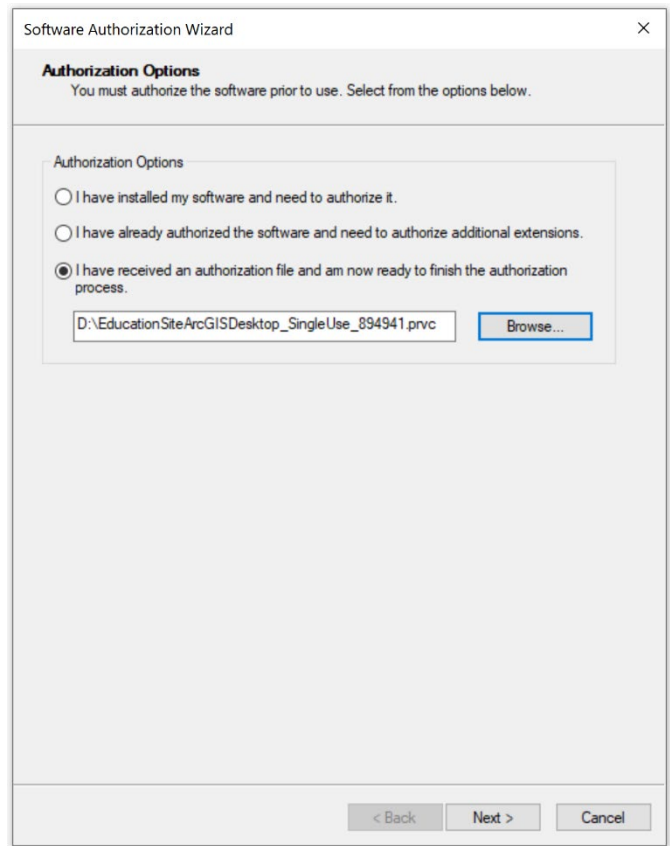 Software Authorization Wizard
Authorization Options
You must authorize the software prior to use. Select from the options below.
Authorization Options
I have installed my software and need to authorize it.
I have already authorized the software and need to authorize additional extensions.
I have received an authorization file and am now ready to finish the authorization
process.
D:\EducationSiteArcGISDesktop_SingleUse_894941.prvc
Browse...
< Back
Next >
Cancel